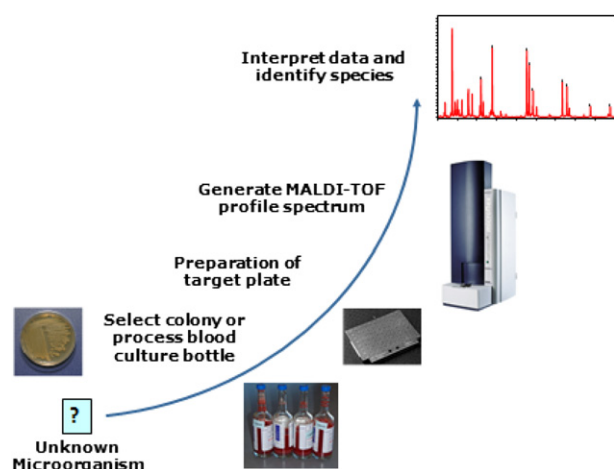 Interpret data and
identify species
Generate MALDI-TOF
profile spectrum
Preparation of
target plate
Select colony or
process blood
culture bottle
?
Unknown
Microorganism